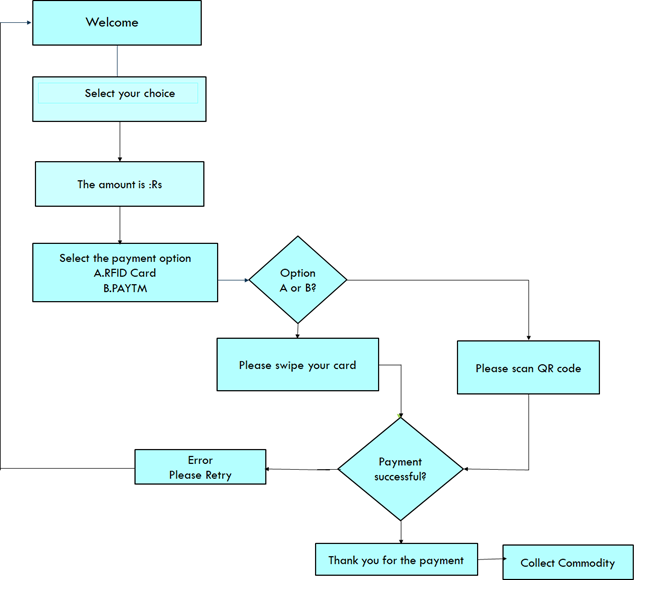 Welcome
Select your choice
The amount is :Rs
Select the payment option
A.RFID Card
B.PAYTM
Option
A or B?
Please swipe your card
Please scan QR code
Payment
successful?
Error
Please Retry
Thank you for the payment
Collect Commodity